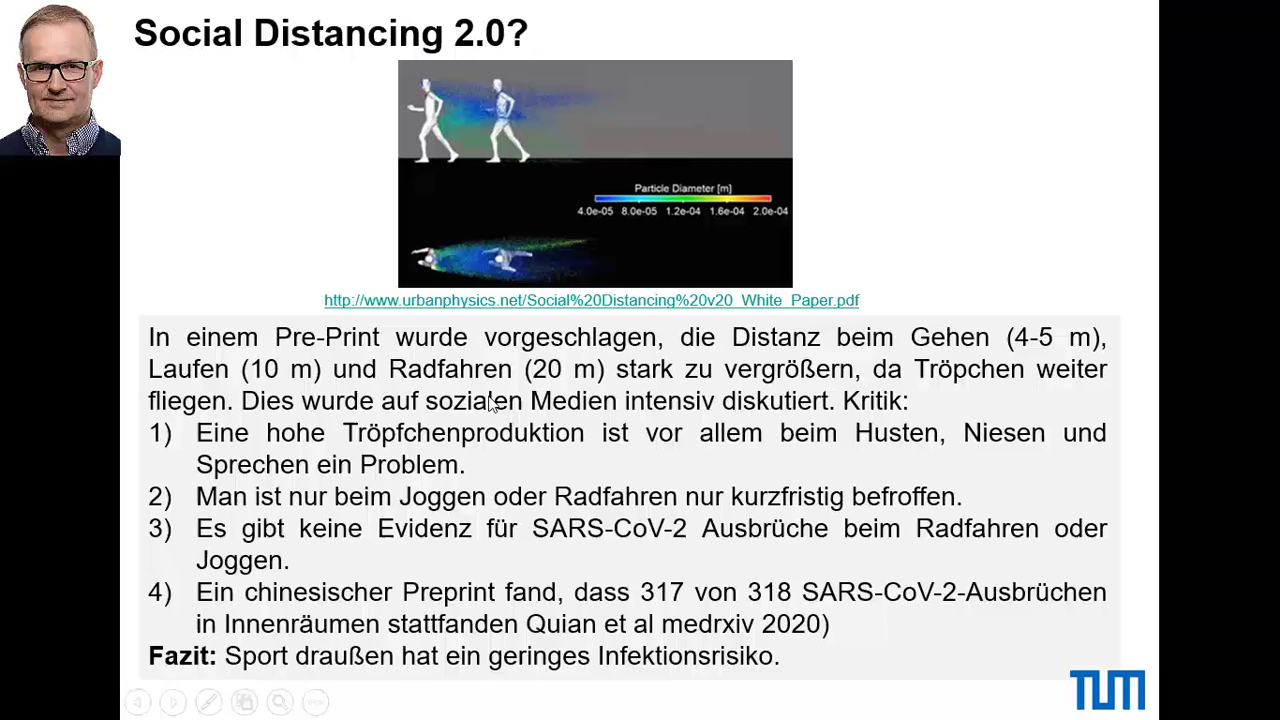 Social Distancing 2.0?
Particle Diameter [m]
4.0e-05 8.0e-05 1.2e-04 1.6e-04 2.0e-04
http://www.urbanphysics.net/Social%20Distancing%20v20_White_Paper.pdf
In einem Pre-Print wurde vorgeschlagen, die Distanz beim Gehen (4-5 m),
Laufen (10 m) und Radfahren (20 m) stark zu vergrößern, da Tröpchen weiter
fliegen. Dies wurde auf sozialen Medien intensiv diskutiert. Kritik:
1) Eine hohe Tröpfchenproduktion ist vor allem beim Husten, Niesen und
Sprechen ein Problem.
2) Man ist nur beim Joggen oder Radfahren nur kurzfristig befroffen.
3) Es gibt keine Evidenz für SARS-CoV-2 Ausbrüche beim Radfahren oder
Joggen.
4) Ein chinesischer Preprint fand, dass 317 von 318 SARS-CoV-2-Ausbrüchen
in Innenräumen stattfanden Quian et al medrxiv 2020)
Fazit: Sport draußen hat ein geringes Infektionsrisiko.
TUM